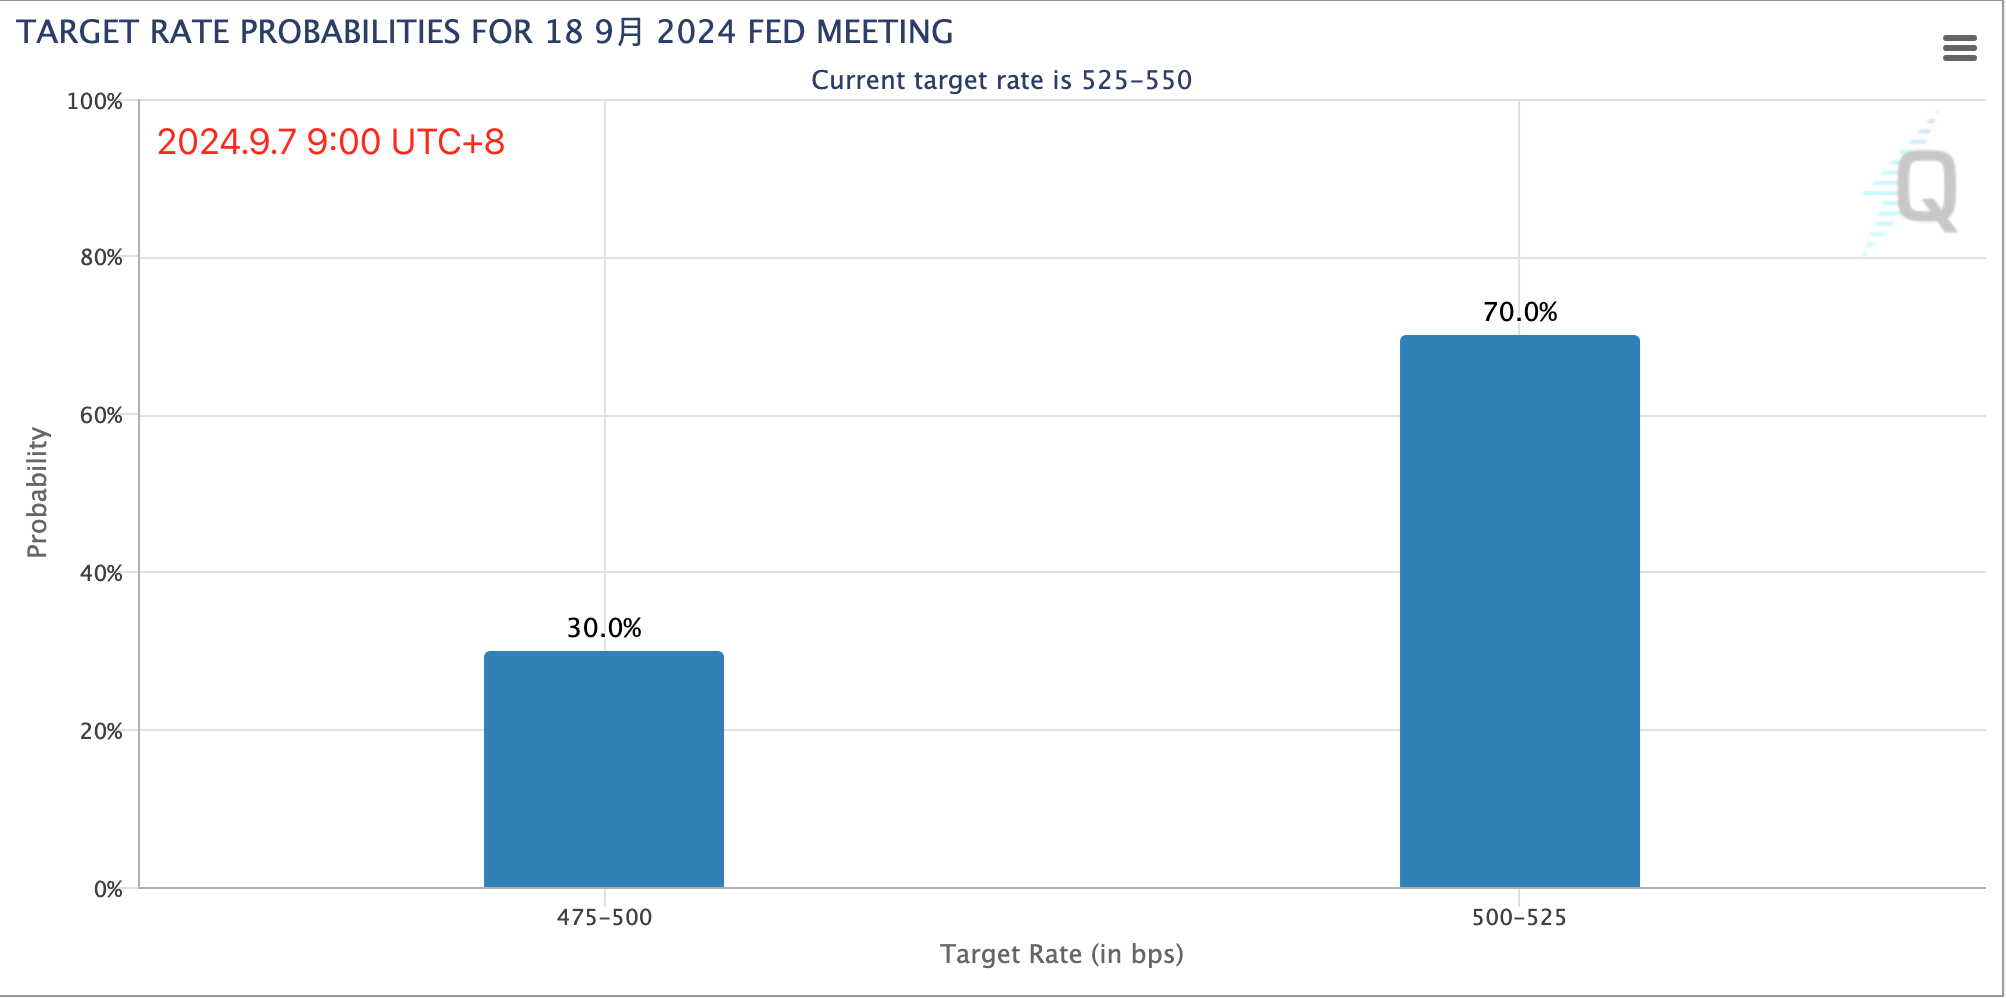 TARGET RATE PROBABILITIES FOR 18 9月 2024 FED MEETING
Current target rate is 525–550
2024.9.7 9:00 UTC+8
Q
100%
80%
60%
40%
20%
0%
Probability
30.0%
70.0%
475–500
500–525
Target Rate (in bps)